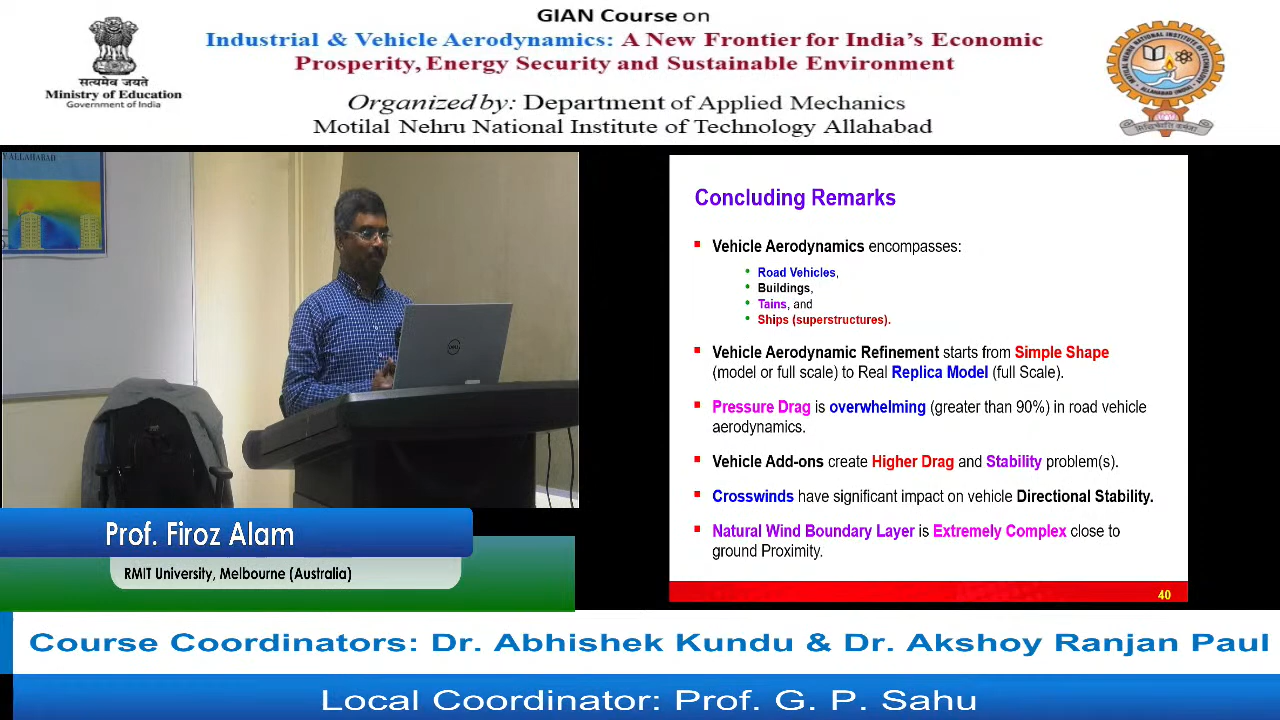 GIAN Course on
Industrial & Vehicle Aerodynamics: A New Frontier for India's Economic
Prosperity, Energy Security and Sustainable Environment
Organized by: Department of Applied Mechanics
Motilal Nehru National Institute of Technology Allahabad
सत्यमेव जयते
Ministry of Education
Government of India
Y ALLAHABAD
DELL
Concluding Remarks
Vehicle Aerodynamics encompasses:
Road Vehicles,
Buildings,
Tains, and
Ships (superstructures).
Vehicle Aerodynamic Refinement starts from Simple Shape
(model or full scale) to Real Replica Model (full Scale).
Pressure Drag is overwhelming (greater than 90%) in road vehicle
aerodynamics.
Vehicle Add-ons create Higher Drag and Stability problem(s).
Crosswinds have significant impact on vehicle Directional Stability.
Natural Wind Boundary Layer is Extremely Complex close to
ground Proximity.
40
Prof. Firoz Alam
RMIT University, Melbourne (Australia)
Course Coordinators: Dr. Abhishek Kundu & Dr. Akshoy Ranjan Paul
Local Coordinator: Prof. G. P. Sahu